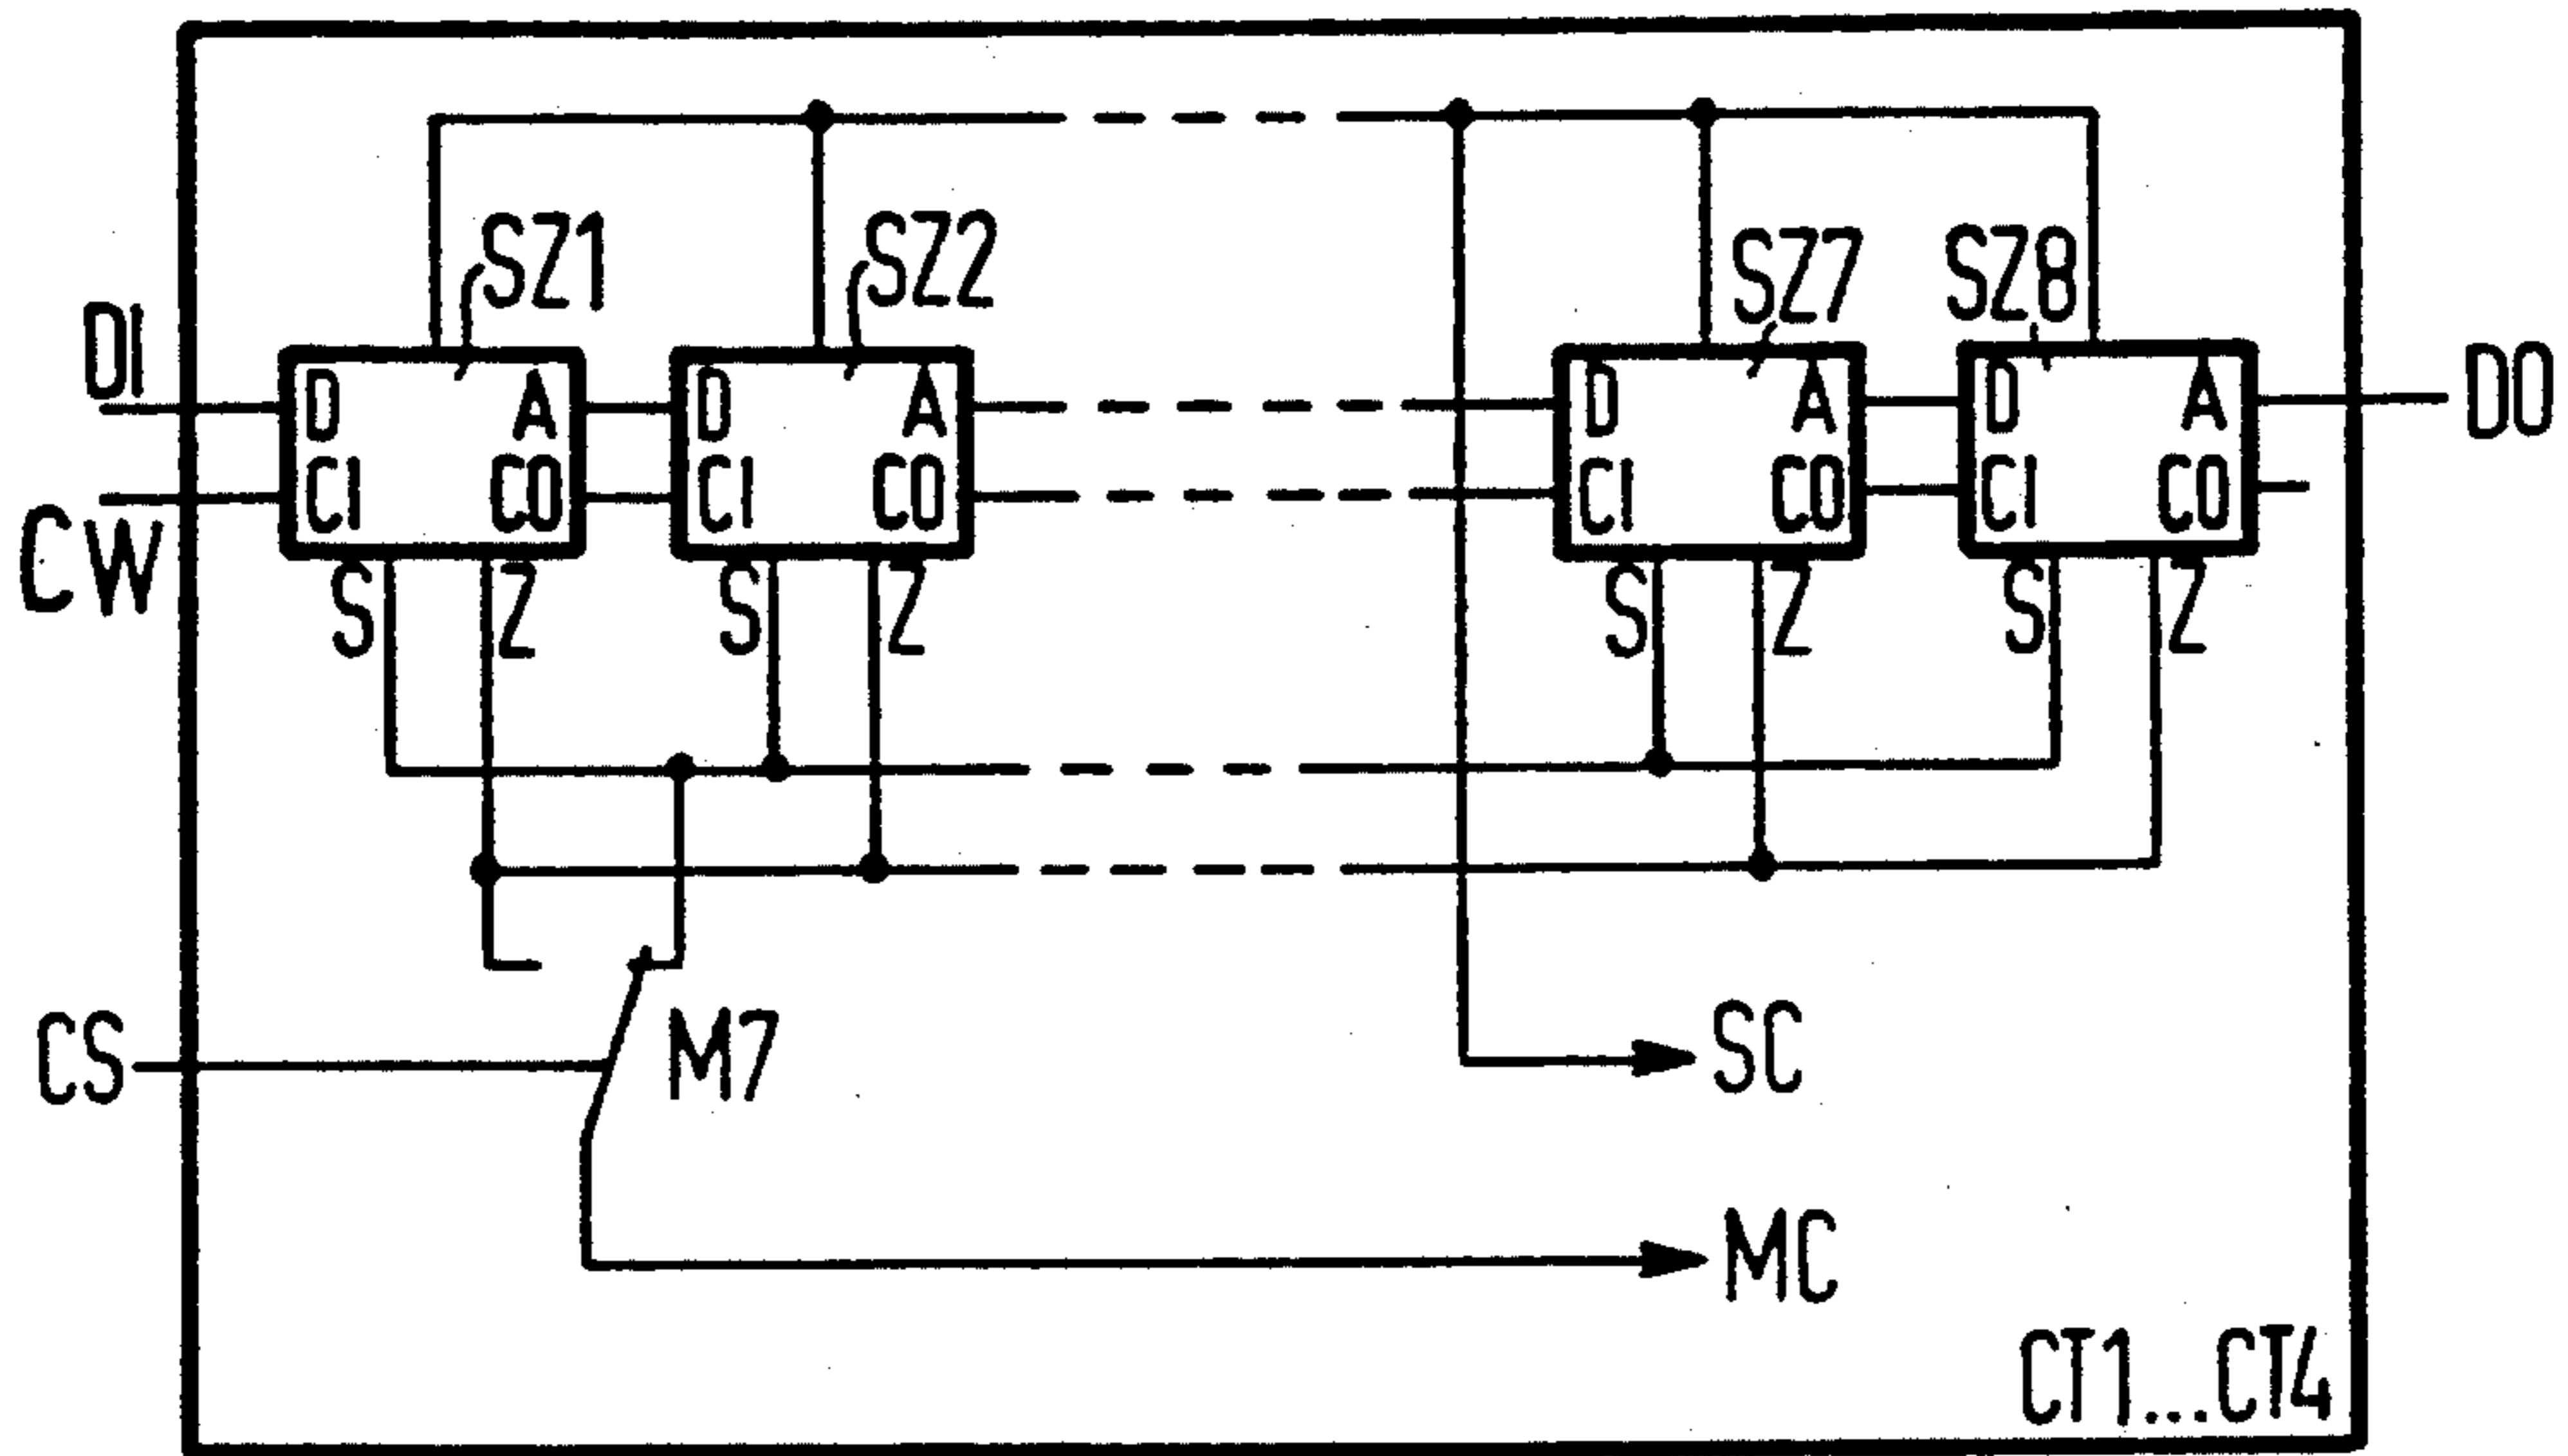 SZ1
SZ2
SZ7
SZ8
DI
D A
D A
D A
D A
DO
CW
CI CO
CI CO
CI CO
CI CO
S Z
S Z
S Z
S Z
CS
M7
SC
MC
CT1...CT4